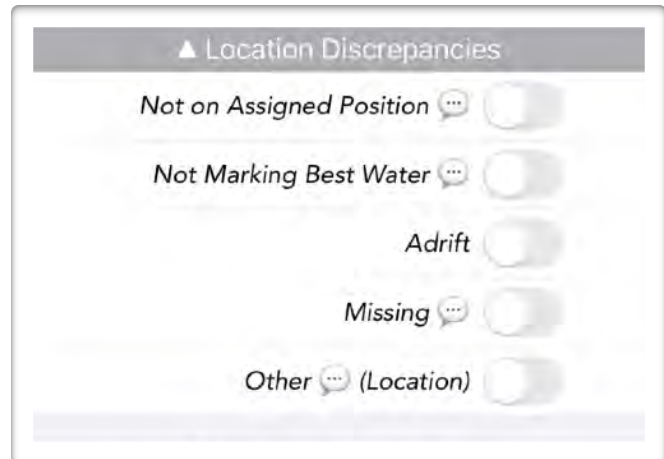 ▲ Location Discrepancies
Not on Assigned Position 💬
Not Marking Best Water 💬
Adrift
Missing 💬
Other 💬 (Location)